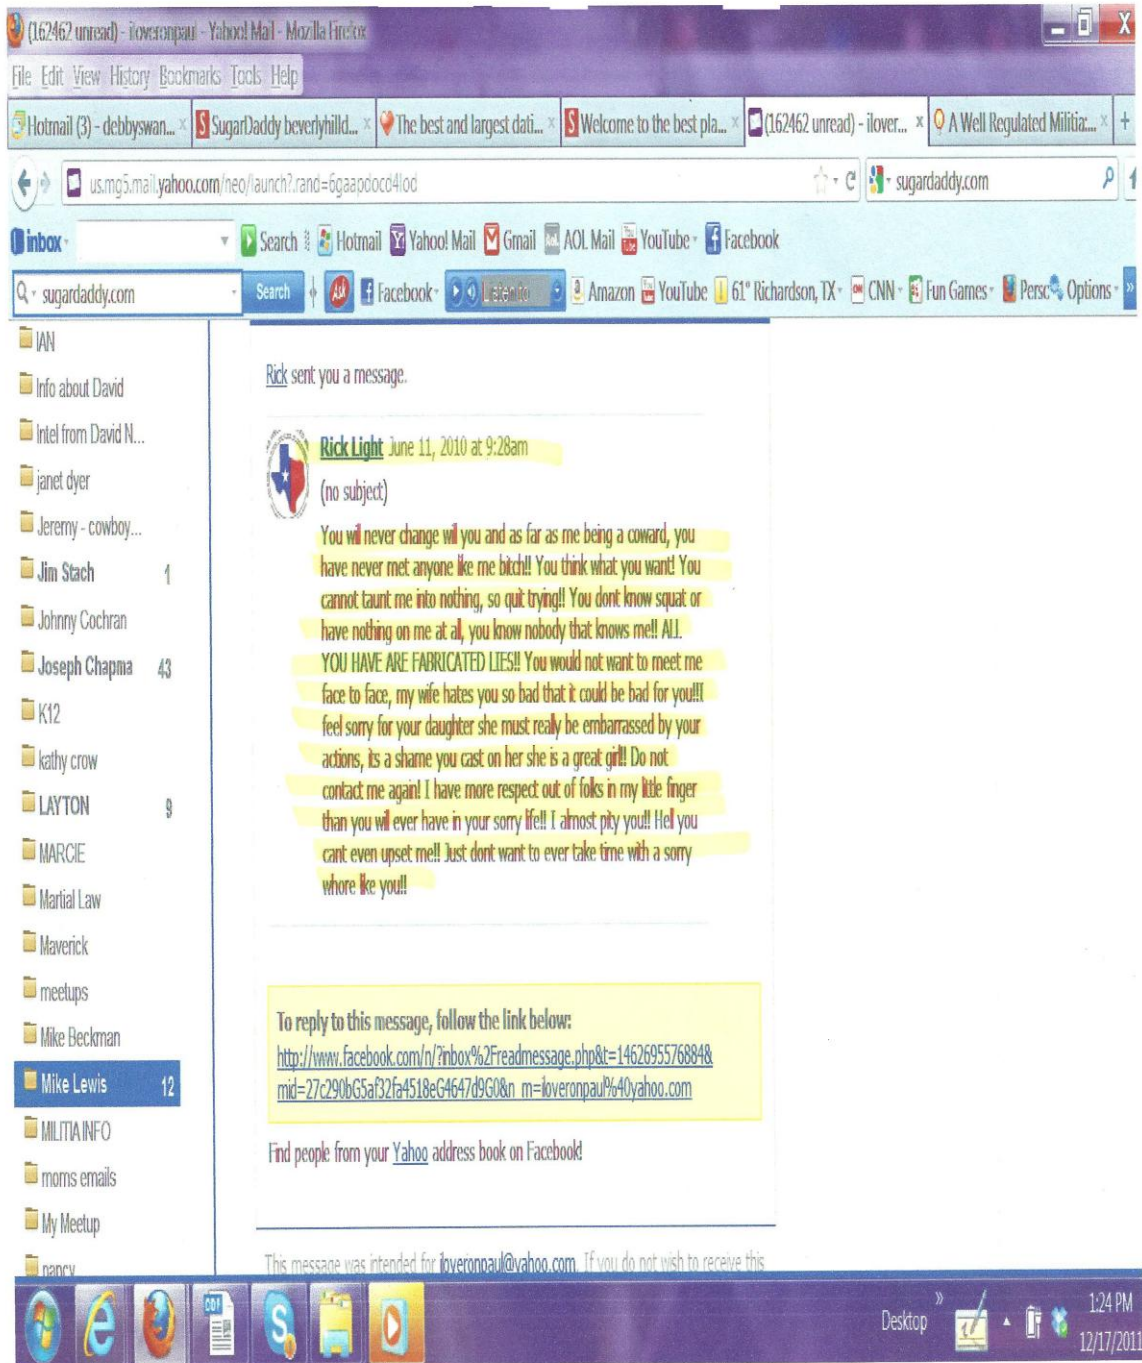 (162462 unread) - iloveronpaul - Yahoo! Mail - Mozilla Firefox
File Edit View History Bookmarks Tools Help
Hotmail (3) - debbyswan... SugarDaddy beverlyhilld... The best and largest dati... Welcome to the best pla... (162462 unread) - ilover... A Well Regulated Militia:...
us.mg5.mail.yahoo.com/neo/launch?.rand=6gaapdocd4lod sugardaddy.com
inbox Search Hotmail Yahoo! Mail Gmail AOL Mail YouTube Facebook
sugardaddy.com Search Ask Facebook Listen to Amazon YouTube 61° Richardson, TX CNN Fun Games Persc Options
IAN
Info about David
Intel from David N...
janet dyer
Jeremy - cowboy...
Jim Stach 1
Johnny Cochran
Joseph Chapma 43
K12
kathy crow
LAYTON 9
MARCIE
Martial Law
Maverick
meetups
Mike Beckman
Mike Lewis 12
MILITIA INFO
moms emails
My Meetup
nancy
Rick sent you a message.
Rick Light June 11, 2010 at 9:28am
(no subject)
You will never change will you and as far as me being a coward, you
have never met anyone like me bitch!! You think what you want! You
cannot taunt me into nothing, so quit trying!! You dont know squat or
have nothing on me at all, you know nobody that knows me!! ALL
YOU HAVE ARE FABRICATED LIES!! You would not want to meet me
face to face, my wife hates you so bad that it could be bad for you!!I
feel sorry for your daughter she must really be embarrassed by your
actions, its a shame you cast on her she is a great girl!! Do not
contact me again! I have more respect out of folks in my little finger
than you will ever have in your sorry life!! I almost pity you!! Hell you
cant even upset me!! Just dont want to ever take time with a sorry
whore like you!!
To reply to this message, follow the link below:
http://www.facebook.com/n/?inbox%2Freadmessage.php&t=1462695576884&
mid=27c290bG5af32fa4518eG4647d9G0&n_m=iloveronpaul%40yahoo.com
Find people from your Yahoo address book on Facebook!
This message was intended for iloveronpaul@yahoo.com. If you do not wish to receive this
Desktop
1:24 PM
12/17/2011